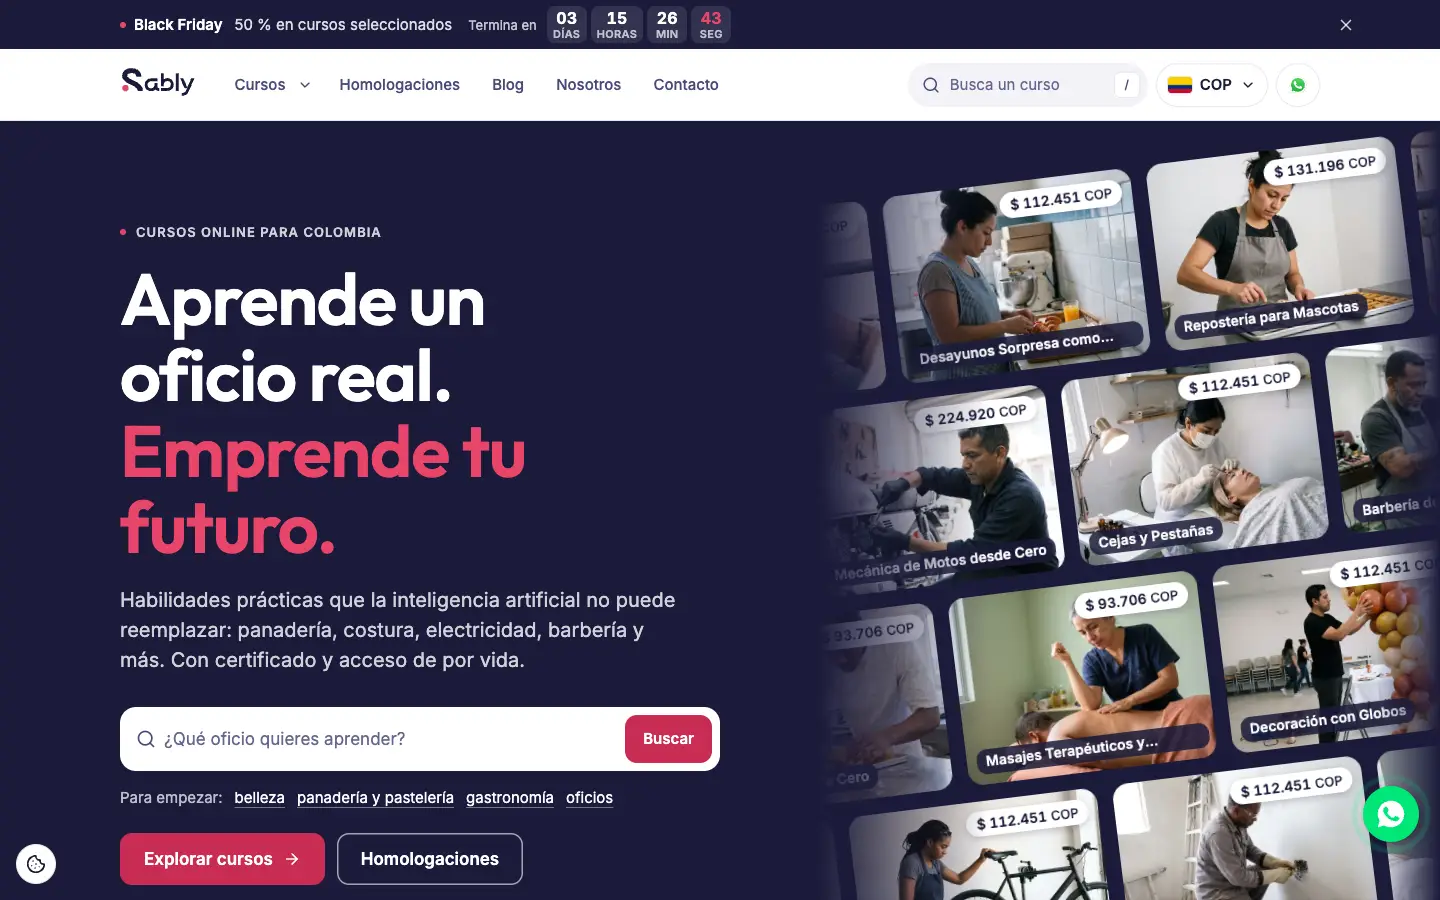 Black Friday 50 % en cursos seleccionados Termina en 03 DÍAS 15 HORAS 26 MIN 43 SEG
Sably Cursos Homologaciones Blog Nosotros Contacto Busca un curso / COP
CURSOS ONLINE PARA COLOMBIA
Aprende un
oficio real.
Emprende tu
futuro.
Habilidades prácticas que la inteligencia artificial no puede
reemplazar: panadería, costura, electricidad, barbería y
más. Con certificado y acceso de por vida.
¿Qué oficio quieres aprender? Buscar
Para empezar: belleza panadería y pastelería gastronomía oficios
Explorar cursos Homologaciones
COP
$ 112.451 COP
Desayunos Sorpresa como...
$ 131.196 COP
Repostería para Mascotas
$ 224.920 COP
Mecánica de Motos desde Cero
$ 112.451 COP
Cejas y Pestañas
Barbería
$ 93.706 COP
Cero
$ 93.706 COP
Masajes Terapéuticos y...
$ 112.451 CO
Decoración con Globos
$ 112.451 COP
$ 112.451 COP